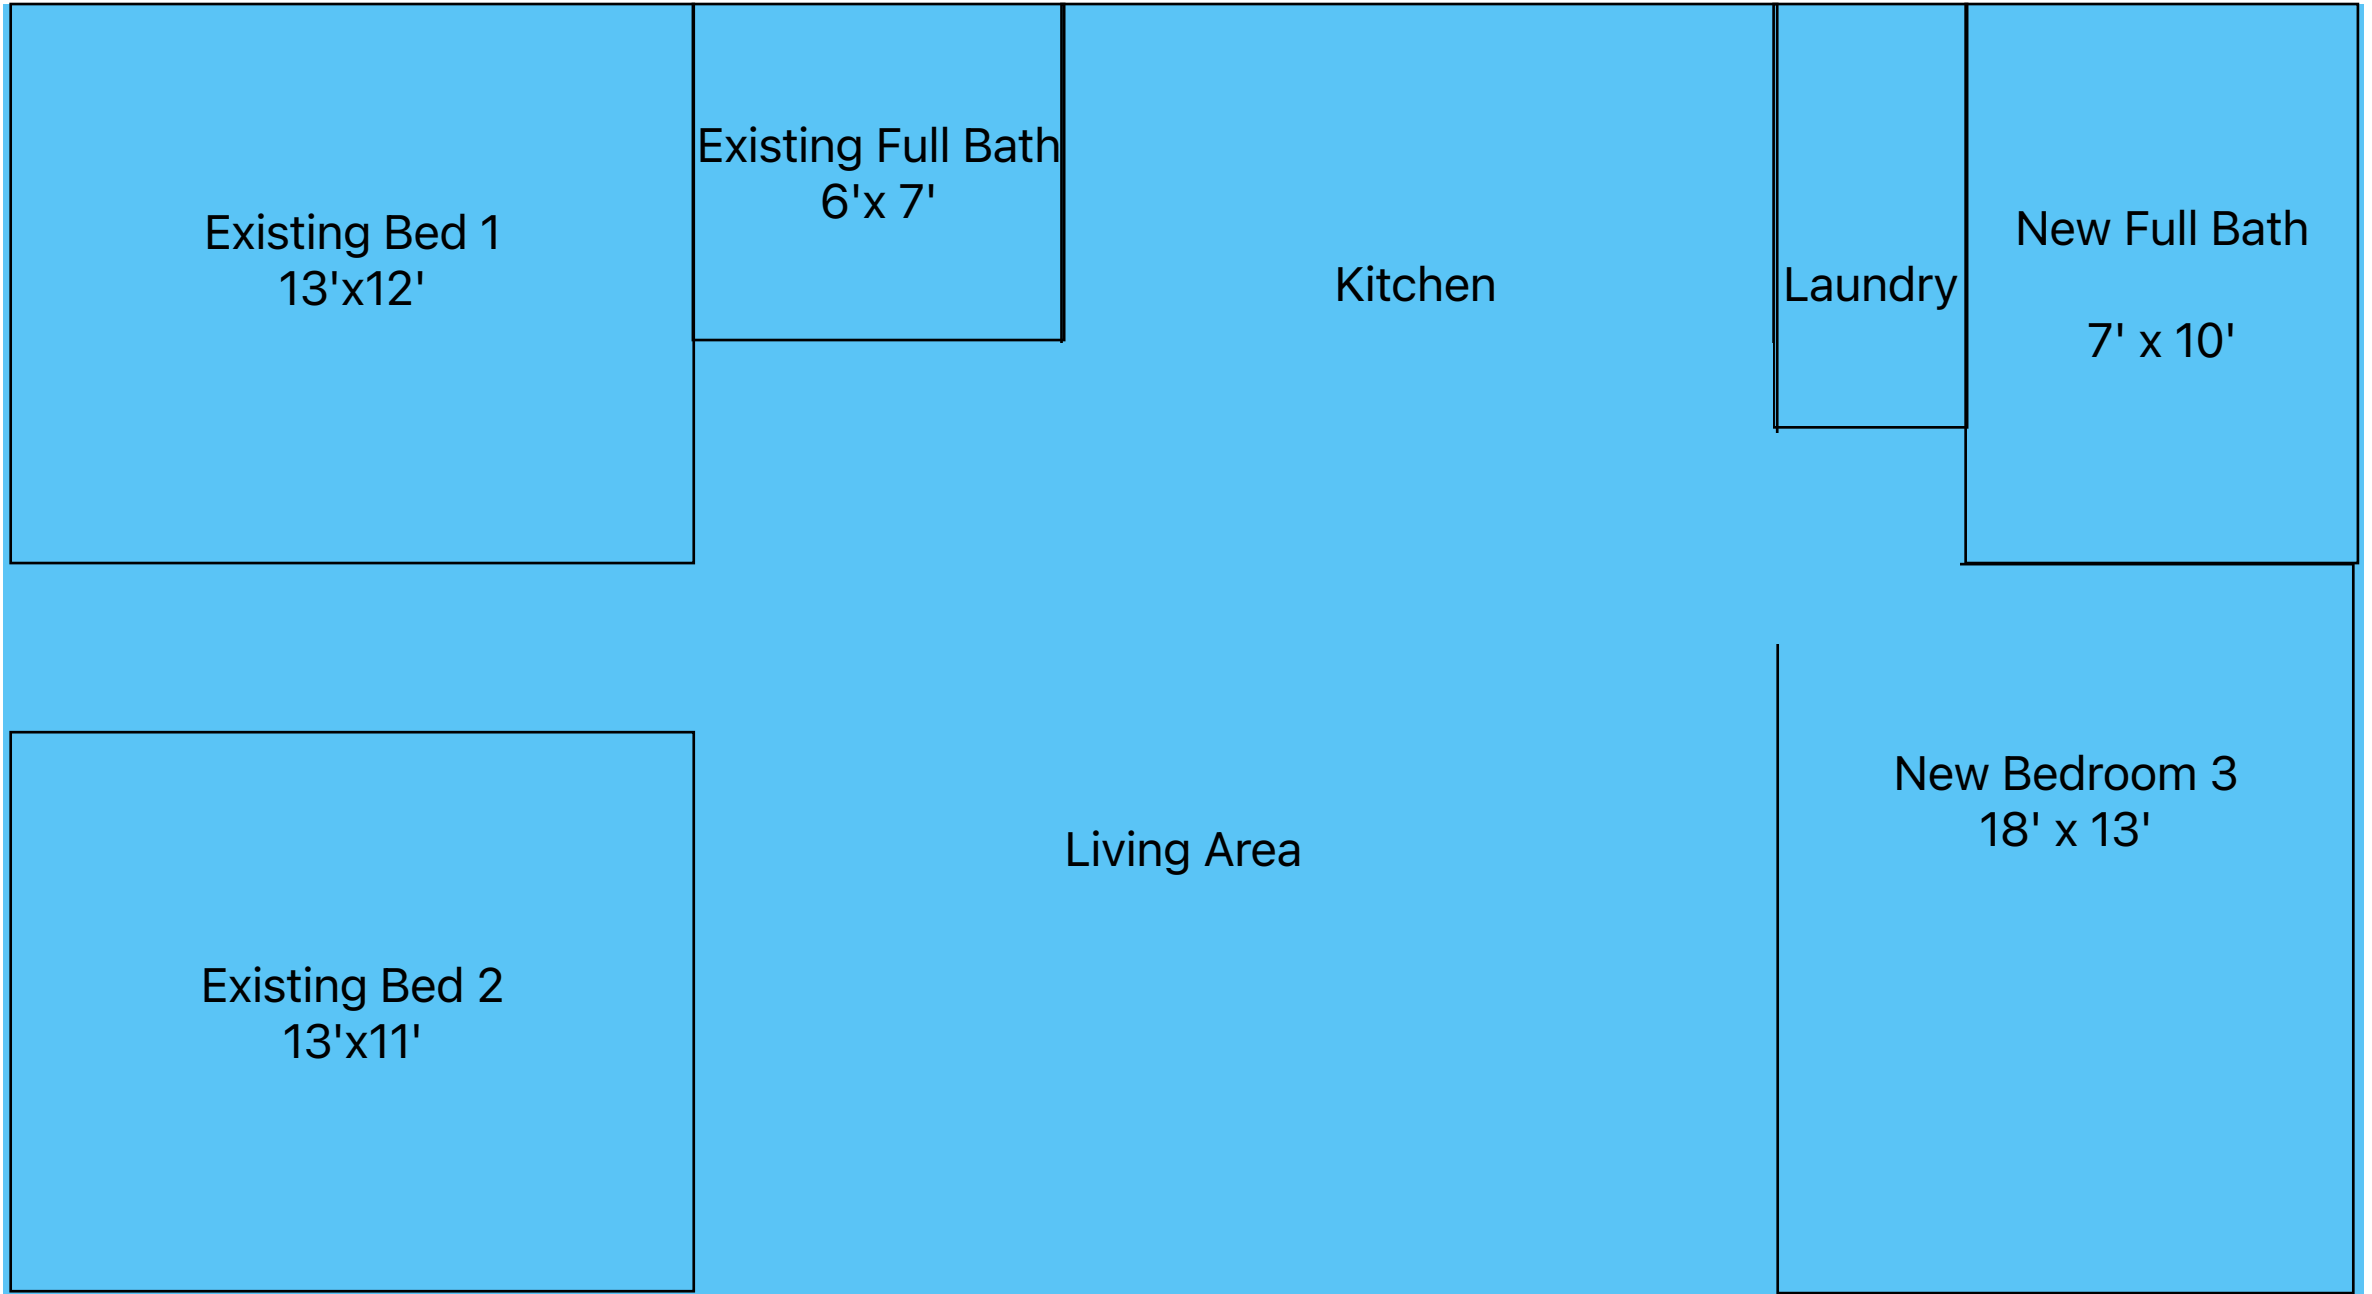 Existing Bed 1
13'x12'
Existing Full Bath
6'x 7'
Kitchen
Laundry
New Full Bath
7' x 10'
Existing Bed 2
13'x11'
Living Area
New Bedroom 3
18' x 13'